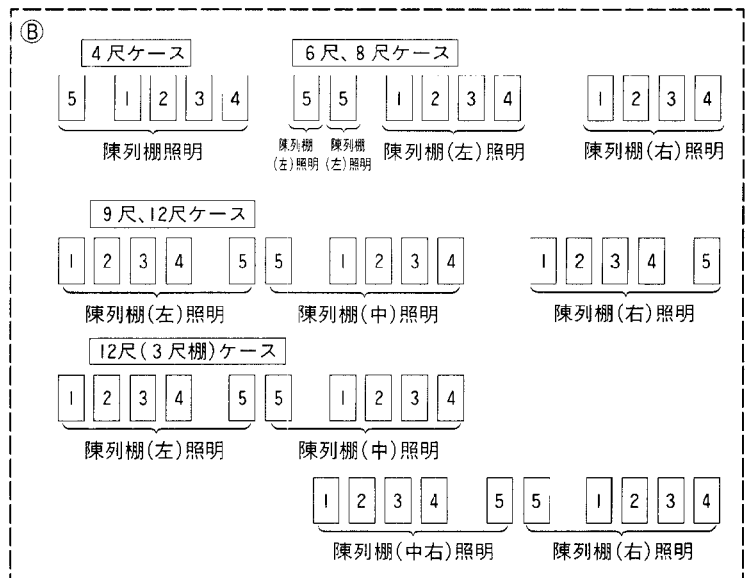 Ⓑ
4尺ケース
6尺、8尺ケース
5 1 2 3 4
5 5 1 2 3 4
1 2 3 4
陳列棚照明
陳列棚(左)照明
陳列棚(左)照明
陳列棚(左)照明
陳列棚(右)照明
9尺、12尺ケース
1 2 3 4 5 5 1 2 3 4
1 2 3 4 5
陳列棚(左)照明
陳列棚(中)照明
陳列棚(右)照明
12尺(3尺棚)ケース
1 2 3 4 5 5 1 2 3 4
陳列棚(左)照明
陳列棚(中)照明
1 2 3 4 5 5 1 2 3 4
陳列棚(中右)照明
陳列棚(右)照明